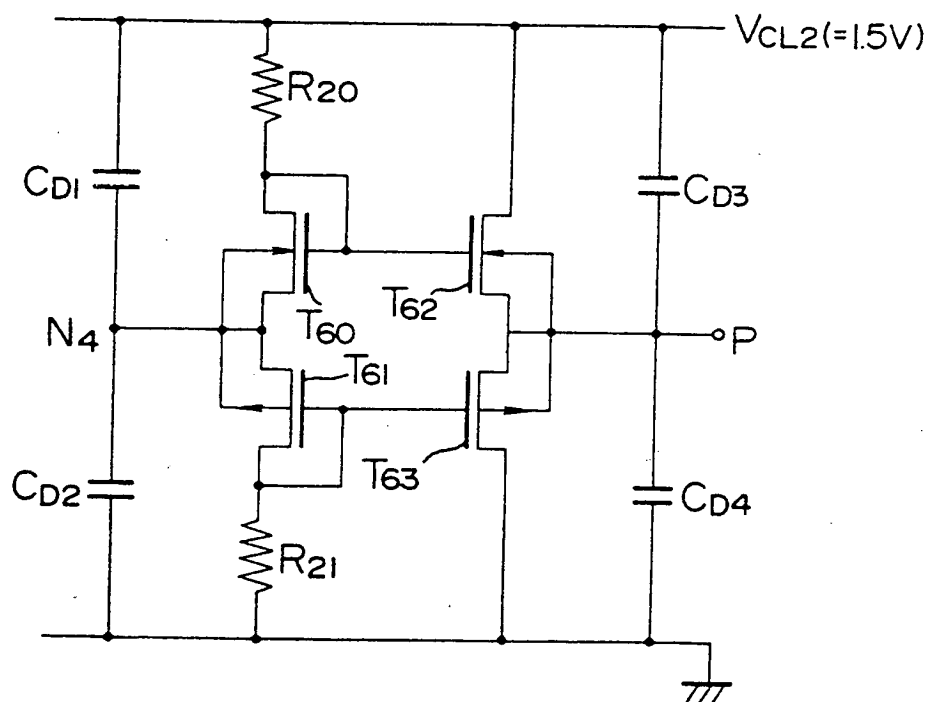 VCL2(=1.5V)
R20
CD1
CD3
T60
T62
N4
P
T61
T63
CD2
CD4
R21